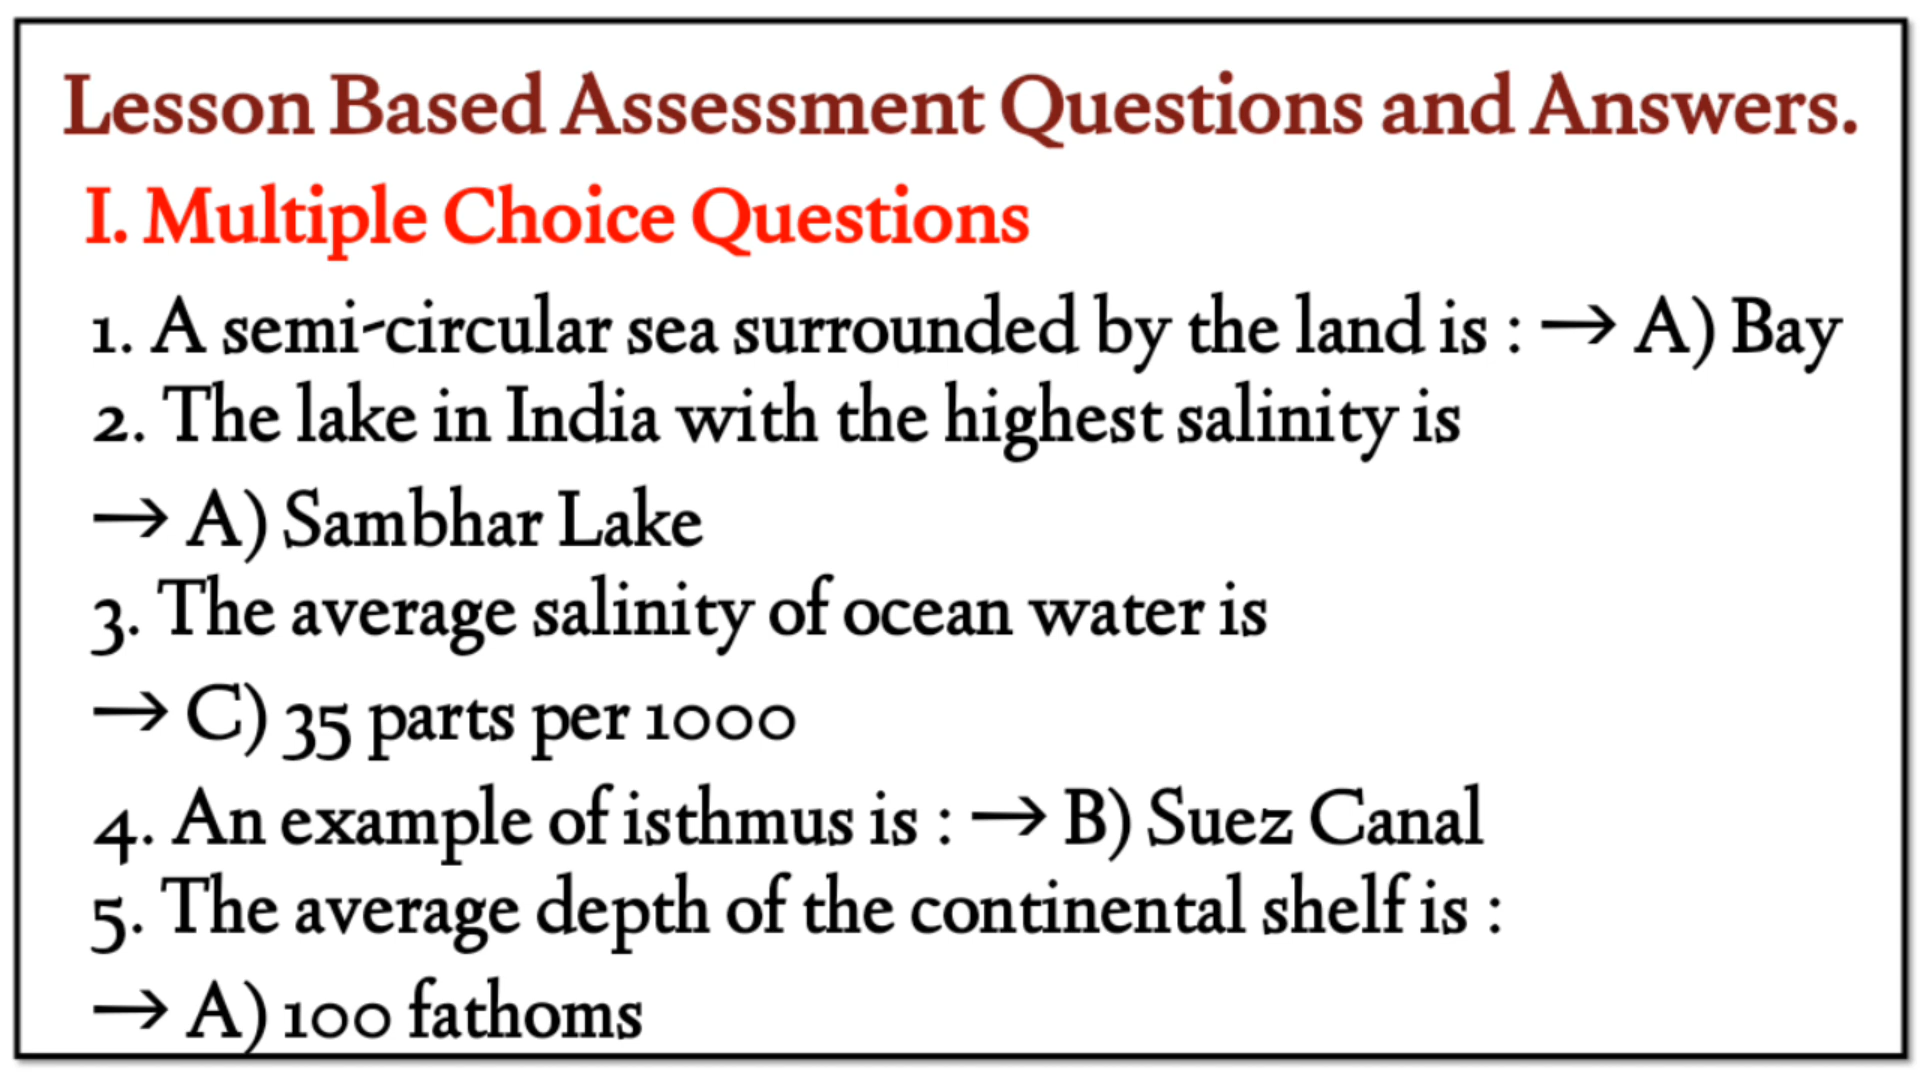 Lesson Based Assessment Questions and Answers.
I. Multiple Choice Questions
1. A semi-circular sea surrounded by the land is : → A) Bay
2. The lake in India with the highest salinity is
→ A) Sambhar Lake
3. The average salinity of ocean water is
→ C) 35 parts per 1000
4. An example of isthmus is : → B) Suez Canal
5. The average depth of the continental shelf is :
→ A) 100 fathoms